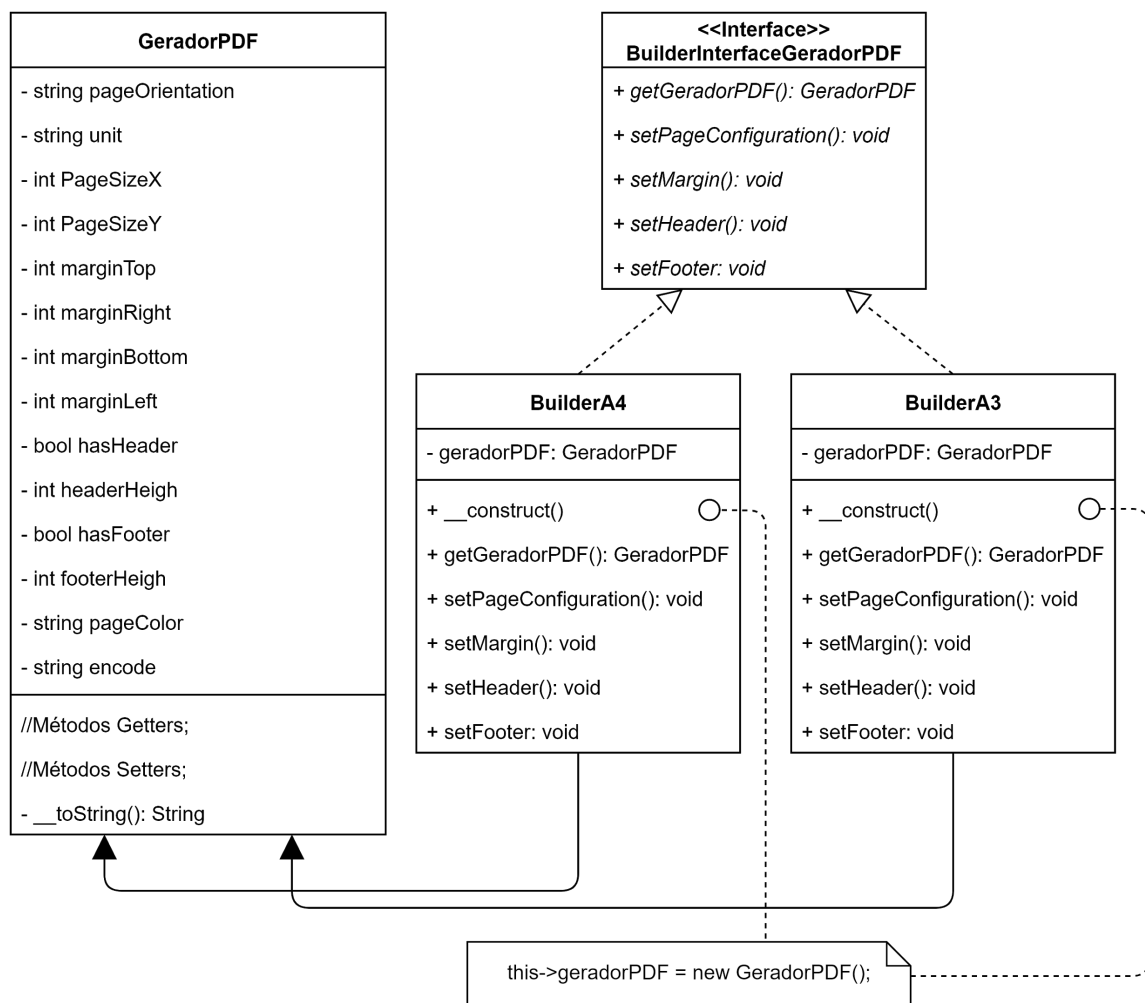 GeradorPDF
- string pageOrientation
- string unit
- int PageSizeX
- int PageSizeY
- int marginTop
- int marginRight
- int marginBottom
- int marginLeft
- bool hasHeader
- int headerHeigh
- bool hasFooter
- int footerHeigh
- string pageColor
- string encode
//Métodos Getters;
//Métodos Setters;
- __toString(): String
<<Interface>>
BuilderInterfaceGeradorPDF
+ getGeradorPDF(): GeradorPDF
+ setPageConfiguration(): void
+ setMargin(): void
+ setHeader(): void
+ setFooter: void
BuilderA4
- geradorPDF: GeradorPDF
+ __construct()
+ getGeradorPDF(): GeradorPDF
+ setPageConfiguration(): void
+ setMargin(): void
+ setHeader(): void
+ setFooter: void
BuilderA3
- geradorPDF: GeradorPDF
+ __construct()
+ getGeradorPDF(): GeradorPDF
+ setPageConfiguration(): void
+ setMargin(): void
+ setHeader(): void
+ setFooter: void
this->geradorPDF = new GeradorPDF();